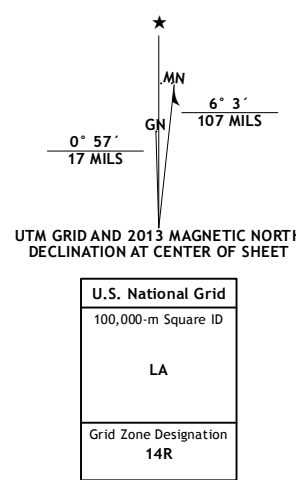 ★
MN
GN
6° 3´
107 MILS
0° 57´
17 MILS
UTM GRID AND 2013 MAGNETIC NORTH
DECLINATION AT CENTER OF SHEET
U.S. National Grid
100,000-m Square ID
LA
Grid Zone Designation
14R